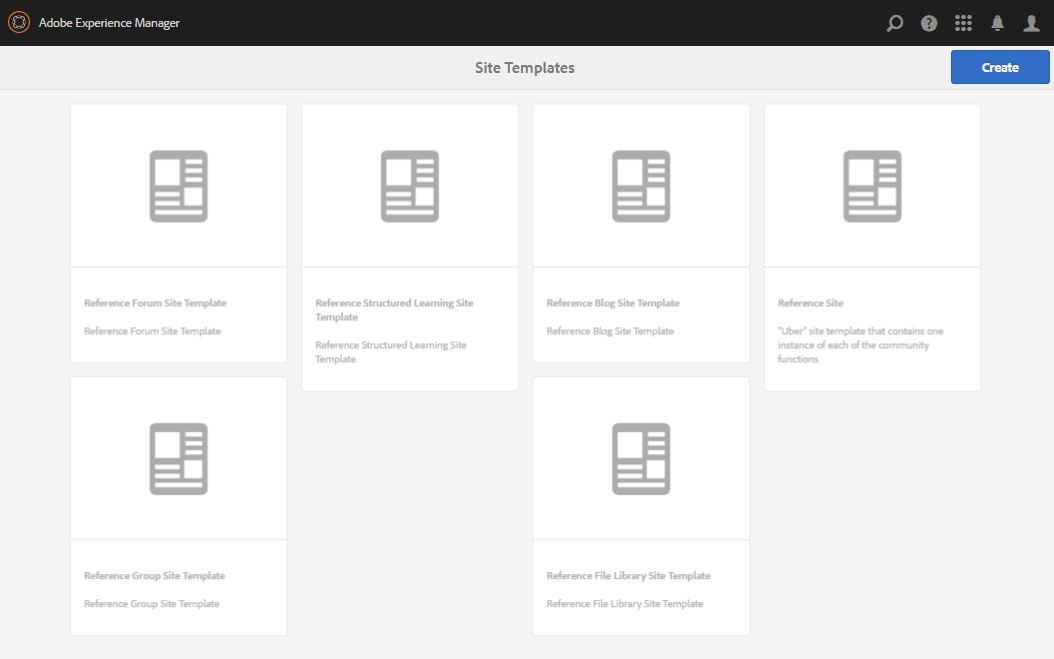 Adobe Experience Manager
Site Templates
Create
Reference Forum Site Template
Reference Forum Site Template
Reference Structured Learning Site
Template
Reference Structured Learning Site
Template
Reference Blog Site Template
Reference Blog Site Template
Reference Site
"Uber" site template that contains one
instance of each of the community
functions
Reference Group Site Template
Reference Group Site Template
Reference File Library Site Template
Reference File Library Site Template